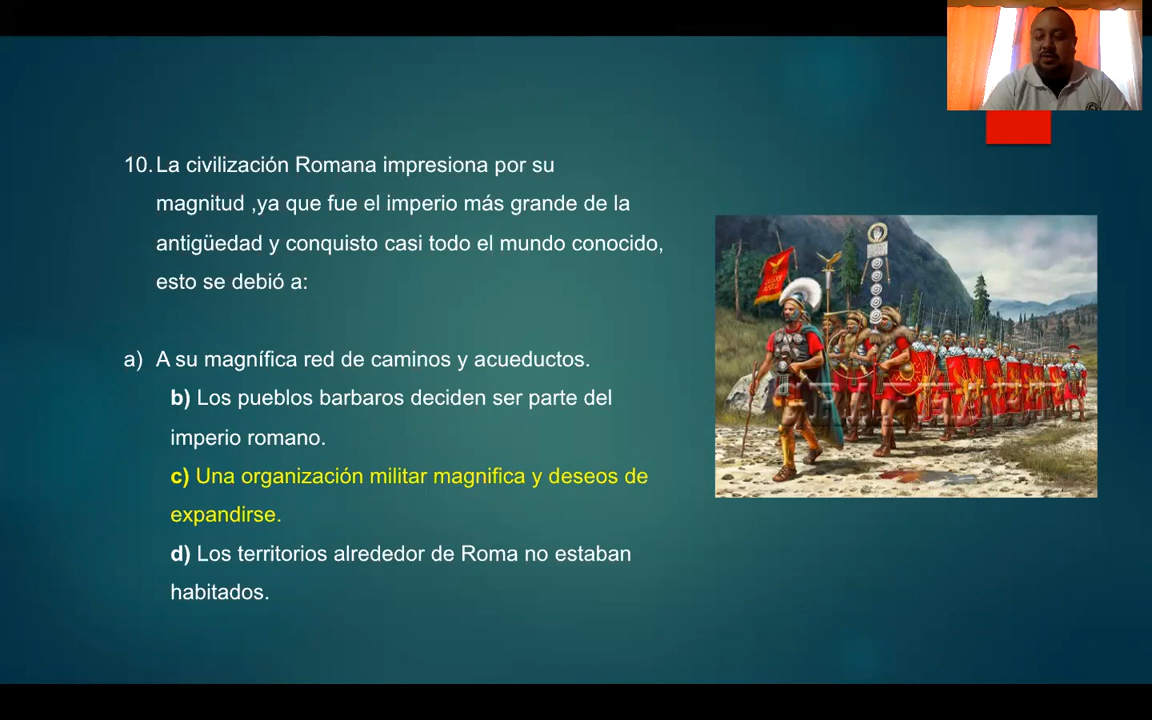 10. La civilización Romana impresiona por su
magnitud ,ya que fue el imperio más grande de la
antigüedad y conquisto casi todo el mundo conocido,
esto se debió a:
a) A su magnífica red de caminos y acueductos.
b) Los pueblos barbaros deciden ser parte del
imperio romano.
c) Una organización militar magnifica y deseos de
expandirse.
d) Los territorios alrededor de Roma no estaban
habitados.